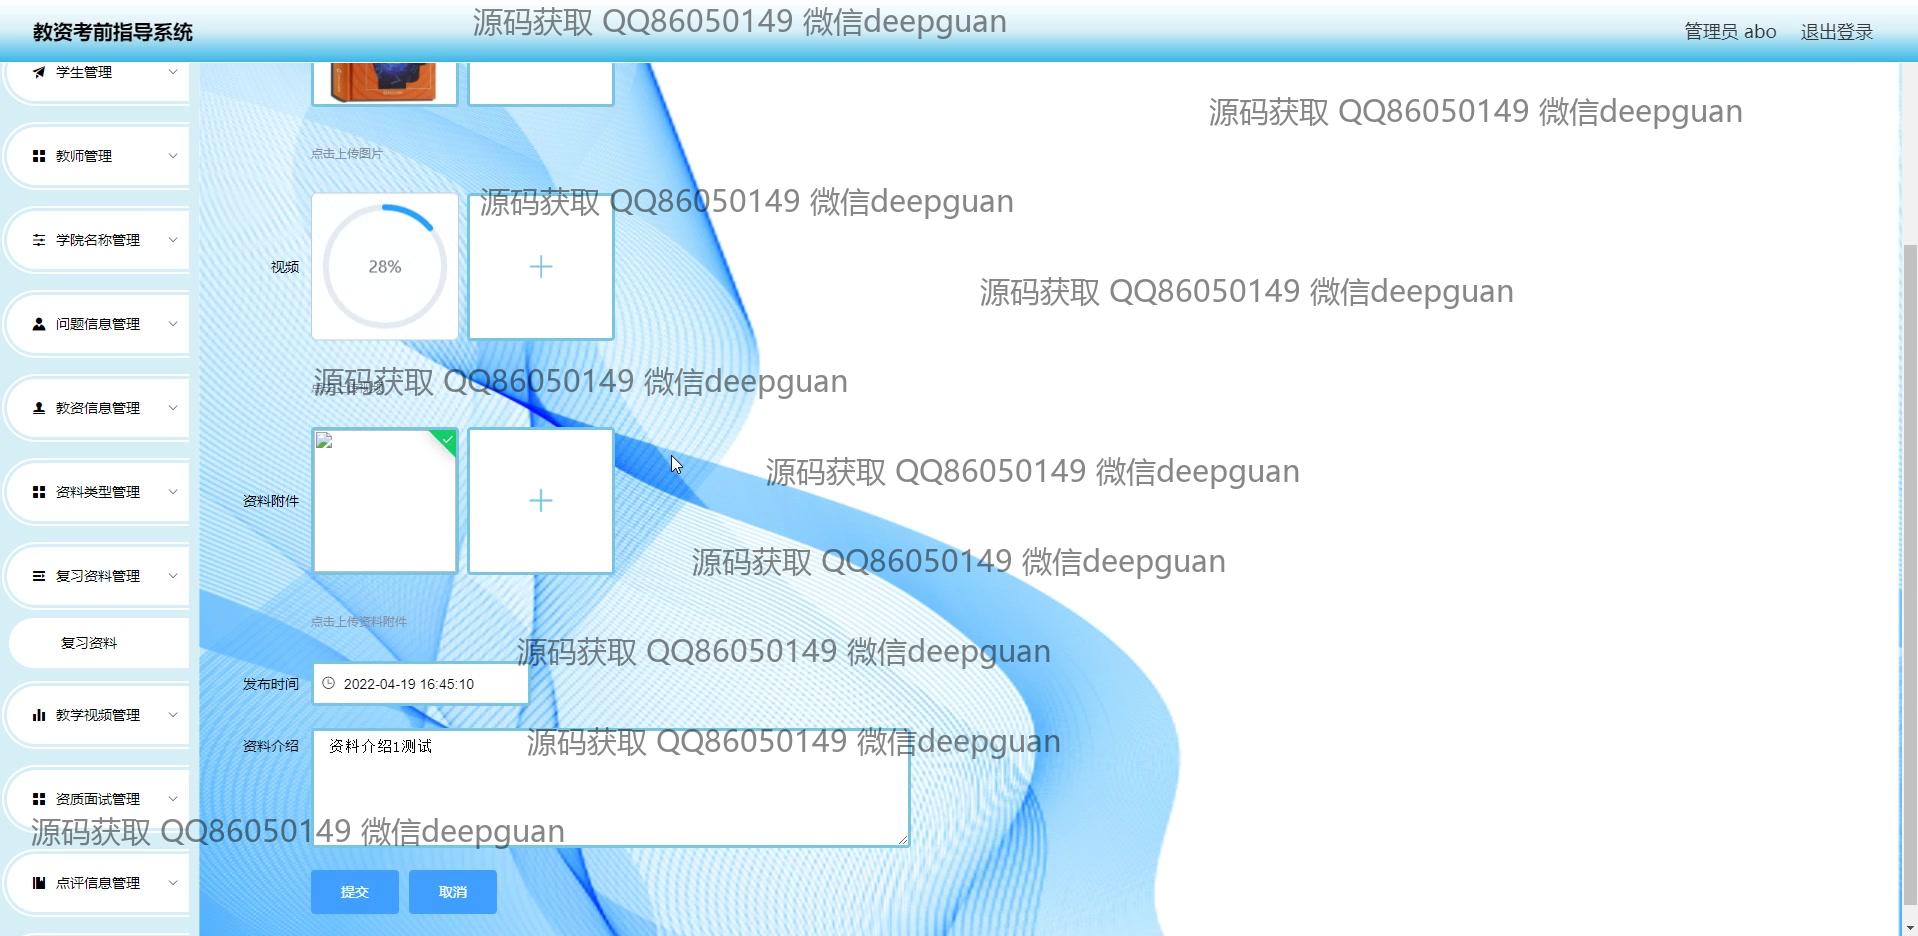 教资考前指导系统
源码获取 QQ86050149 微信deepguan
管理员 abo
退出登录
学生管理
源码获取 QQ86050149 微信deepguan
教师管理
点击上传图片
源码获取 QQ86050149 微信deepguan
学院名称管理
视频
28%
源码获取 QQ86050149 微信deepguan
问题信息管理
源码获取 QQ86050149 微信deepguan
点击上传视频
教资信息管理
源码获取 QQ86050149 微信deepguan
资料类型管理
资料附件
源码获取 QQ86050149 微信deepguan
复习资料管理
点击上传资料附件
复习资料
源码获取 QQ86050149 微信deepguan
发布时间
2022-04-19 16:45:10
教学视频管理
资料介绍
资料介绍1测试
源码获取 QQ86050149 微信deepguan
资质面试管理
源码获取 QQ86050149 微信deepguan
点评信息管理
提交
取消